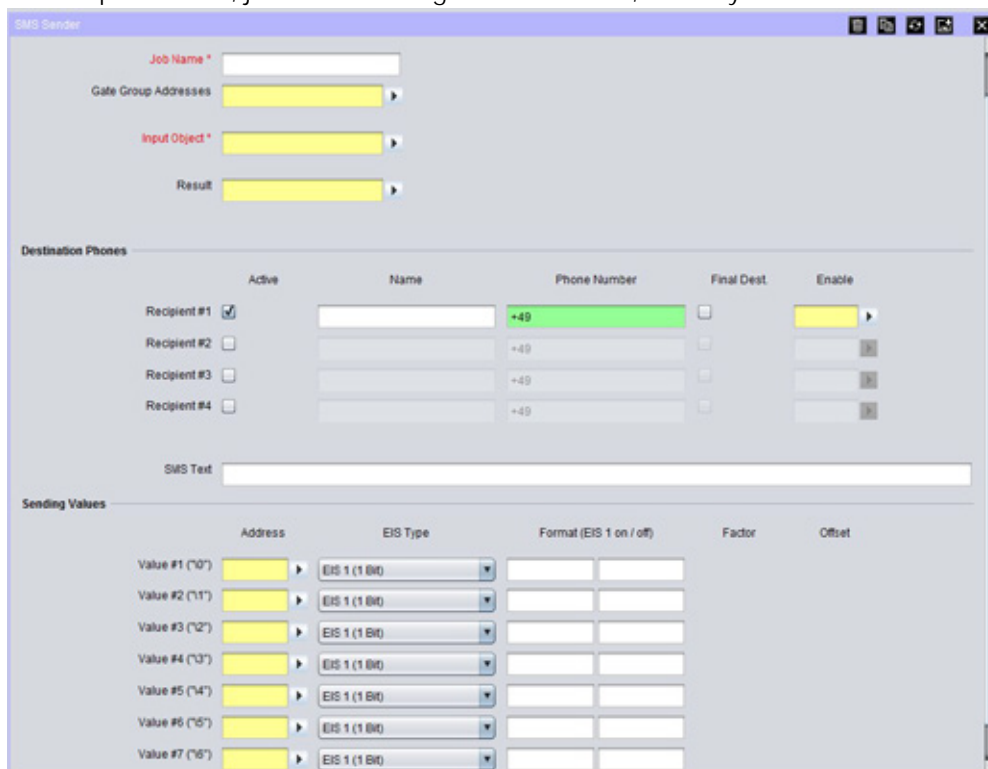 SMS Sender
Job Name *
Gate Group Addresses
Input Object *
Result
Destination Phones
Active Name Phone Number Final Dest. Enable
Recipient #1 +49
Recipient #2 +49
Recipient #3 +49
Recipient #4 +49
SMS Text
Sending Values
Address EIS Type Format (EIS 1 on / off) Factor Offset
Value #1 ("\0") EIS 1 (1 Bit)
Value #2 ("\1") EIS 1 (1 Bit)
Value #3 ("\2") EIS 1 (1 Bit)
Value #4 ("\3") EIS 1 (1 Bit)
Value #5 ("\4") EIS 1 (1 Bit)
Value #6 ("\5") EIS 1 (1 Bit)
Value #7 ("\6") EIS 1 (1 Bit)